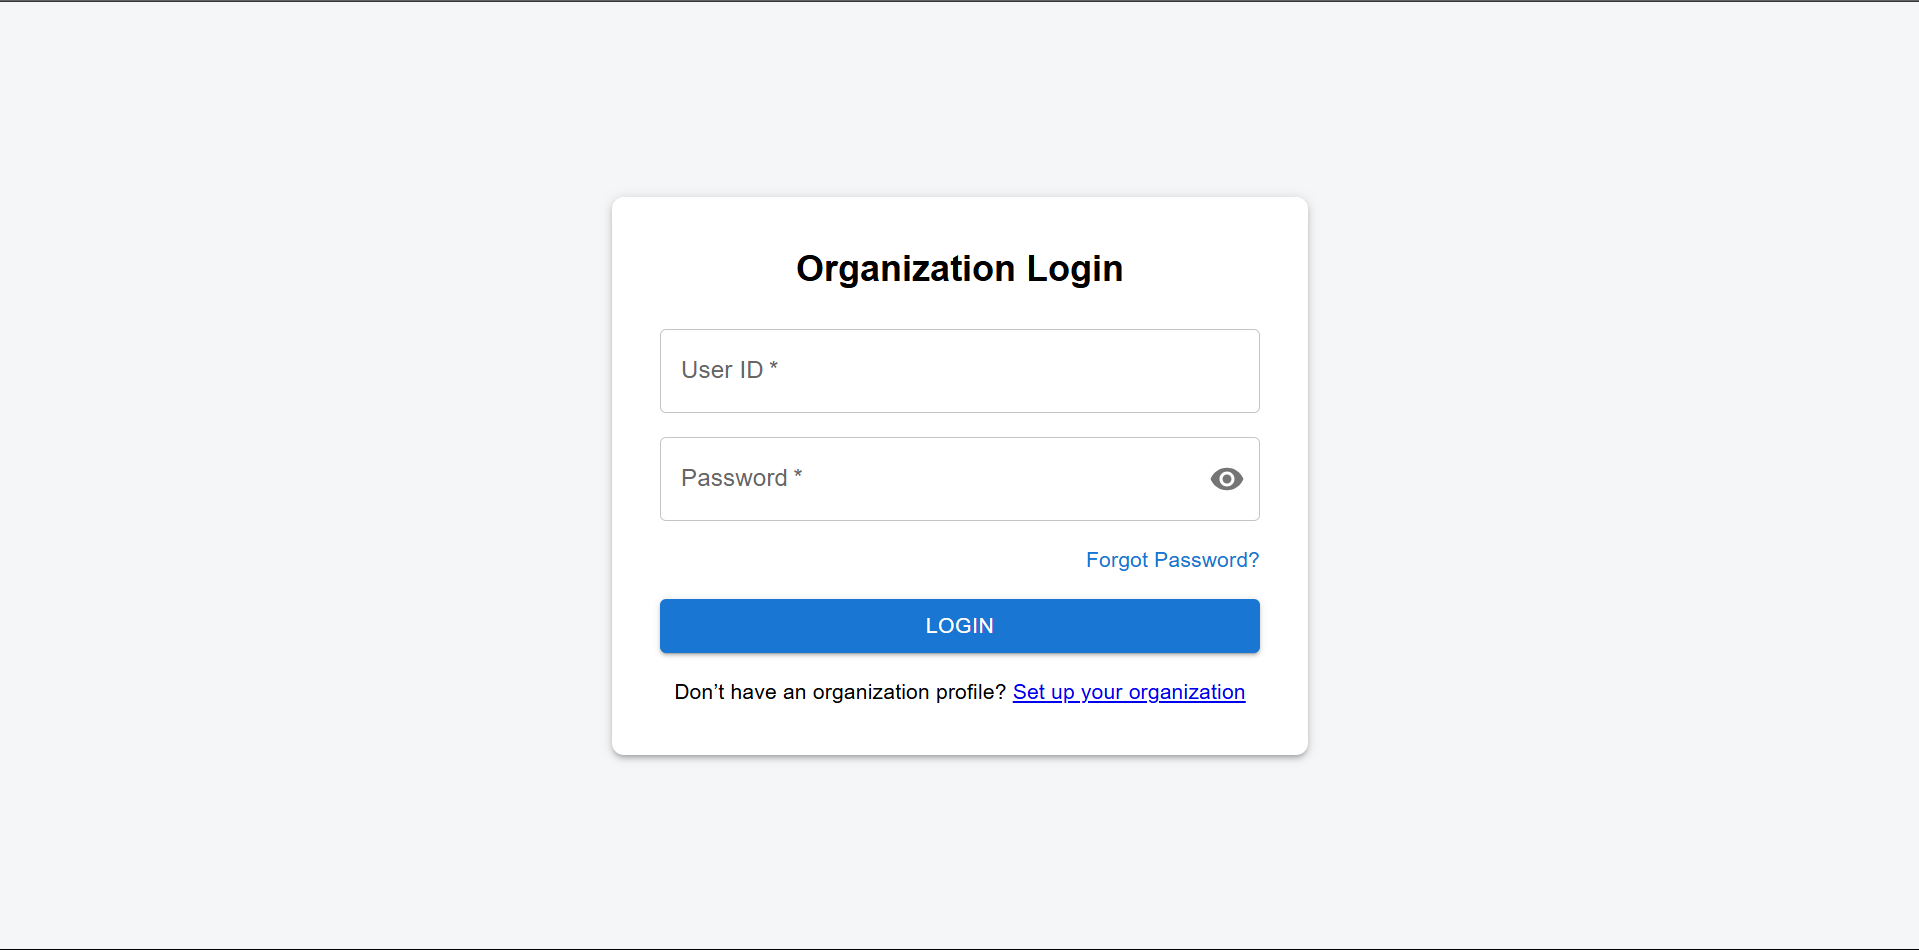 Organization Login
User ID *
Password *
Forgot Password?
LOGIN
Don’t have an organization profile? Set up your organization